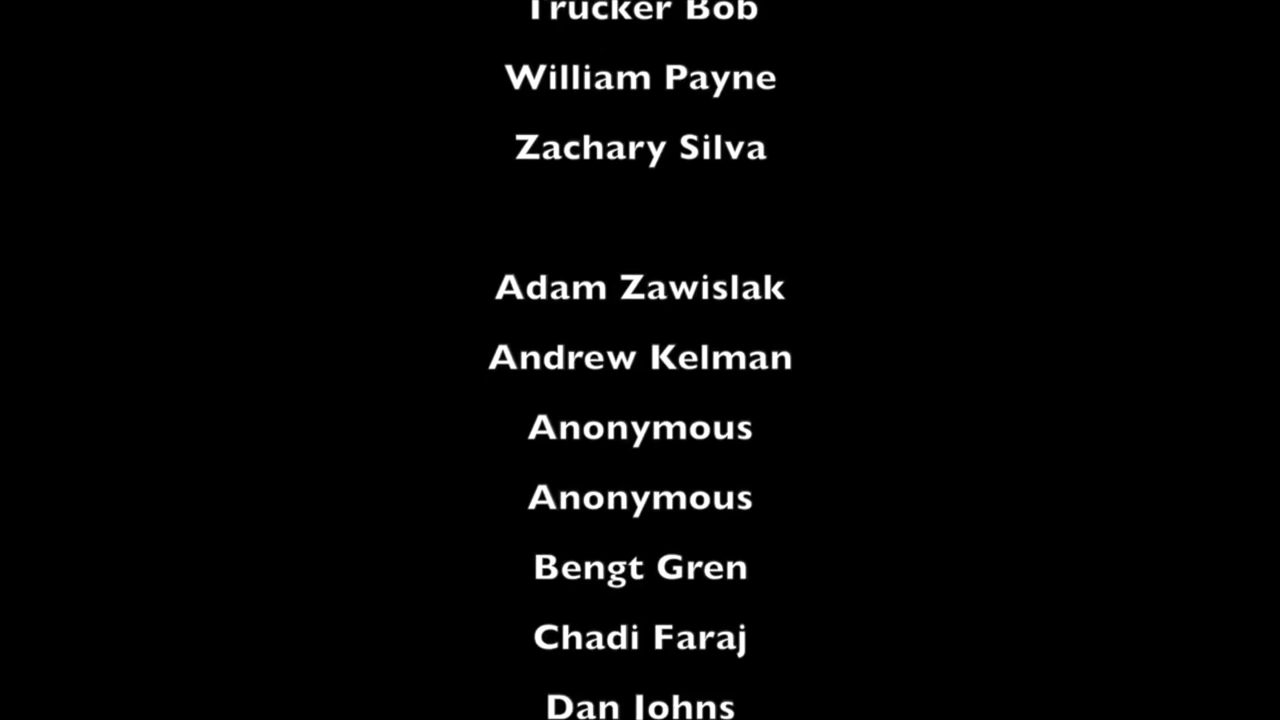 Trucker Bob
William Payne
Zachary Silva
Adam Zawislak
Andrew Kelman
Anonymous
Anonymous
Bengt Gren
Chadi Faraj
Dan Johns